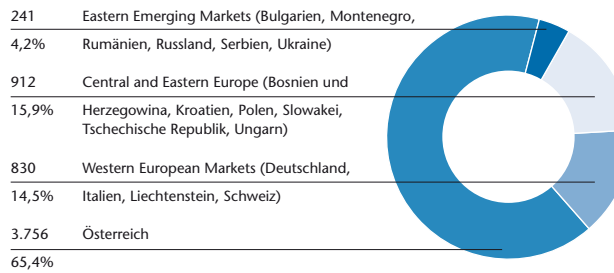 241 Eastern Emerging Markets (Bulgarien, Montenegro,
4,2% Rumänien, Russland, Serbien, Ukraine)
912 Central and Eastern Europe (Bosnien und
15,9% Herzegowina, Kroatien, Polen, Slowakei,
Tschechische Republik, Ungarn)
830 Western European Markets (Deutschland,
14,5% Italien, Liechtenstein, Schweiz)
3.756 Österreich
65,4%